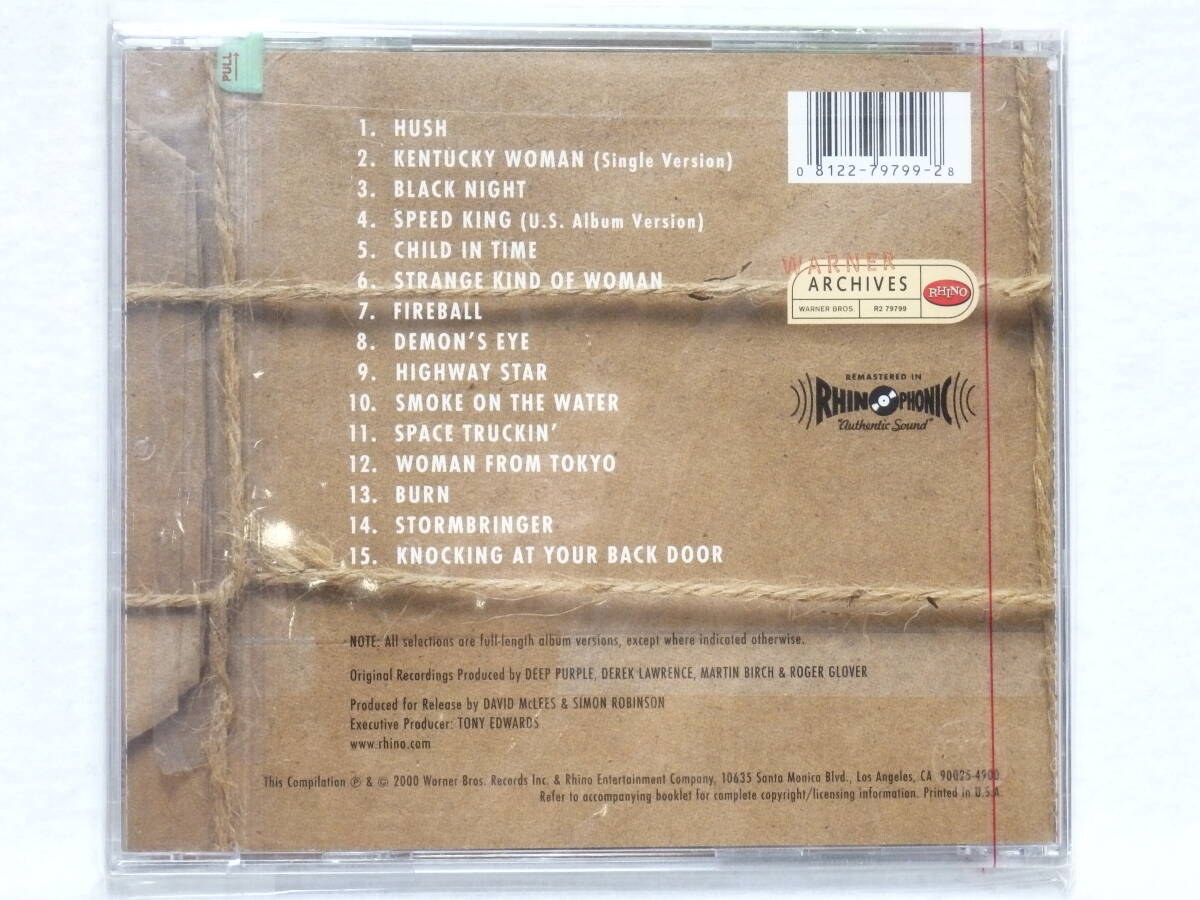 PULL
1. HUSH
2. KENTUCKY WOMAN (Single Version)
3. BLACK NIGHT
4. SPEED KING (U.S. Album Version)
5. CHILD IN TIME
6. STRANGE KIND OF WOMAN
7. FIREBALL
8. DEMON'S EYE
9. HIGHWAY STAR
10. SMOKE ON THE WATER
11. SPACE TRUCKIN'
12. WOMAN FROM TOKYO
13. BURN
14. STORMBRINGER
15. KNOCKING AT YOUR BACK DOOR
0 8122-79799-2 8
WARNER
ARCHIVES
RHINO
WARNER BROS. R2 79799
REMASTERED IN
RHINOPHONIC
"Authentic Sound"
NOTE: All selections are full-length album versions, except where indicated otherwise.
Original Recordings Produced by DEEP PURPLE, DEREK LAWRENCE, MARTIN BIRCH & ROGER GLOVER
Produced for Release by DAVID McLEES & SIMON ROBINSON
Executive Producer: TONY EDWARDS
www.rhino.com
This Compilation ℗ & © 2000 Warner Bros. Records Inc. & Rhino Entertainment Company, 10635 Santa Monica Blvd., Los Angeles, CA 90025-4900.
Refer to accompanying booklet for complete copyright/licensing information. Printed in U.S.A.